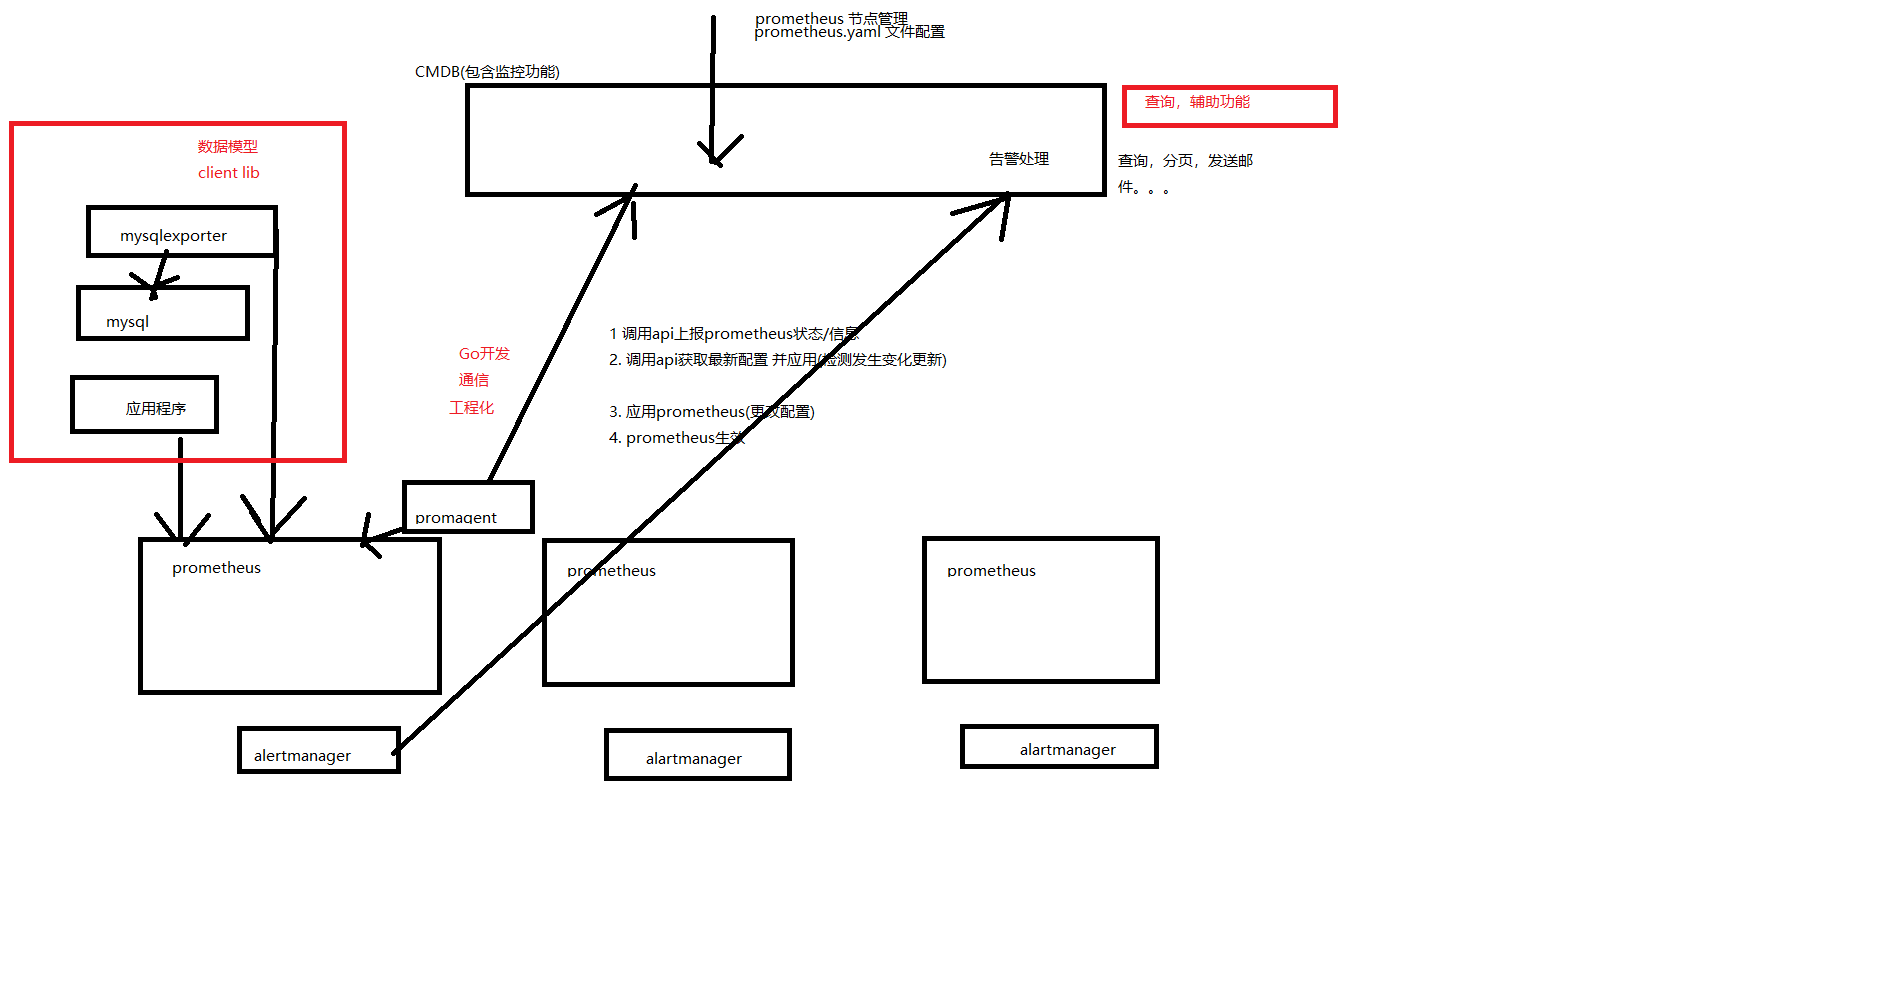 prometheus 节点管理
prometheus.yaml 文件配置
CMDB(包含监控功能)
查询，辅助功能
告警处理
查询，分页，发送邮
件。。。
数据模型
client lib
mysqlexporter
mysql
应用程序
Go开发
通信
工程化
1 调用api上报prometheus状态/信息
2. 调用api获取最新配置 并应用(检测发生变化更新)
3. 应用prometheus(更改配置)
4. prometheus生效
promagent
prometheus
prometheus
prometheus
alertmanager
alartmanager
alartmanager